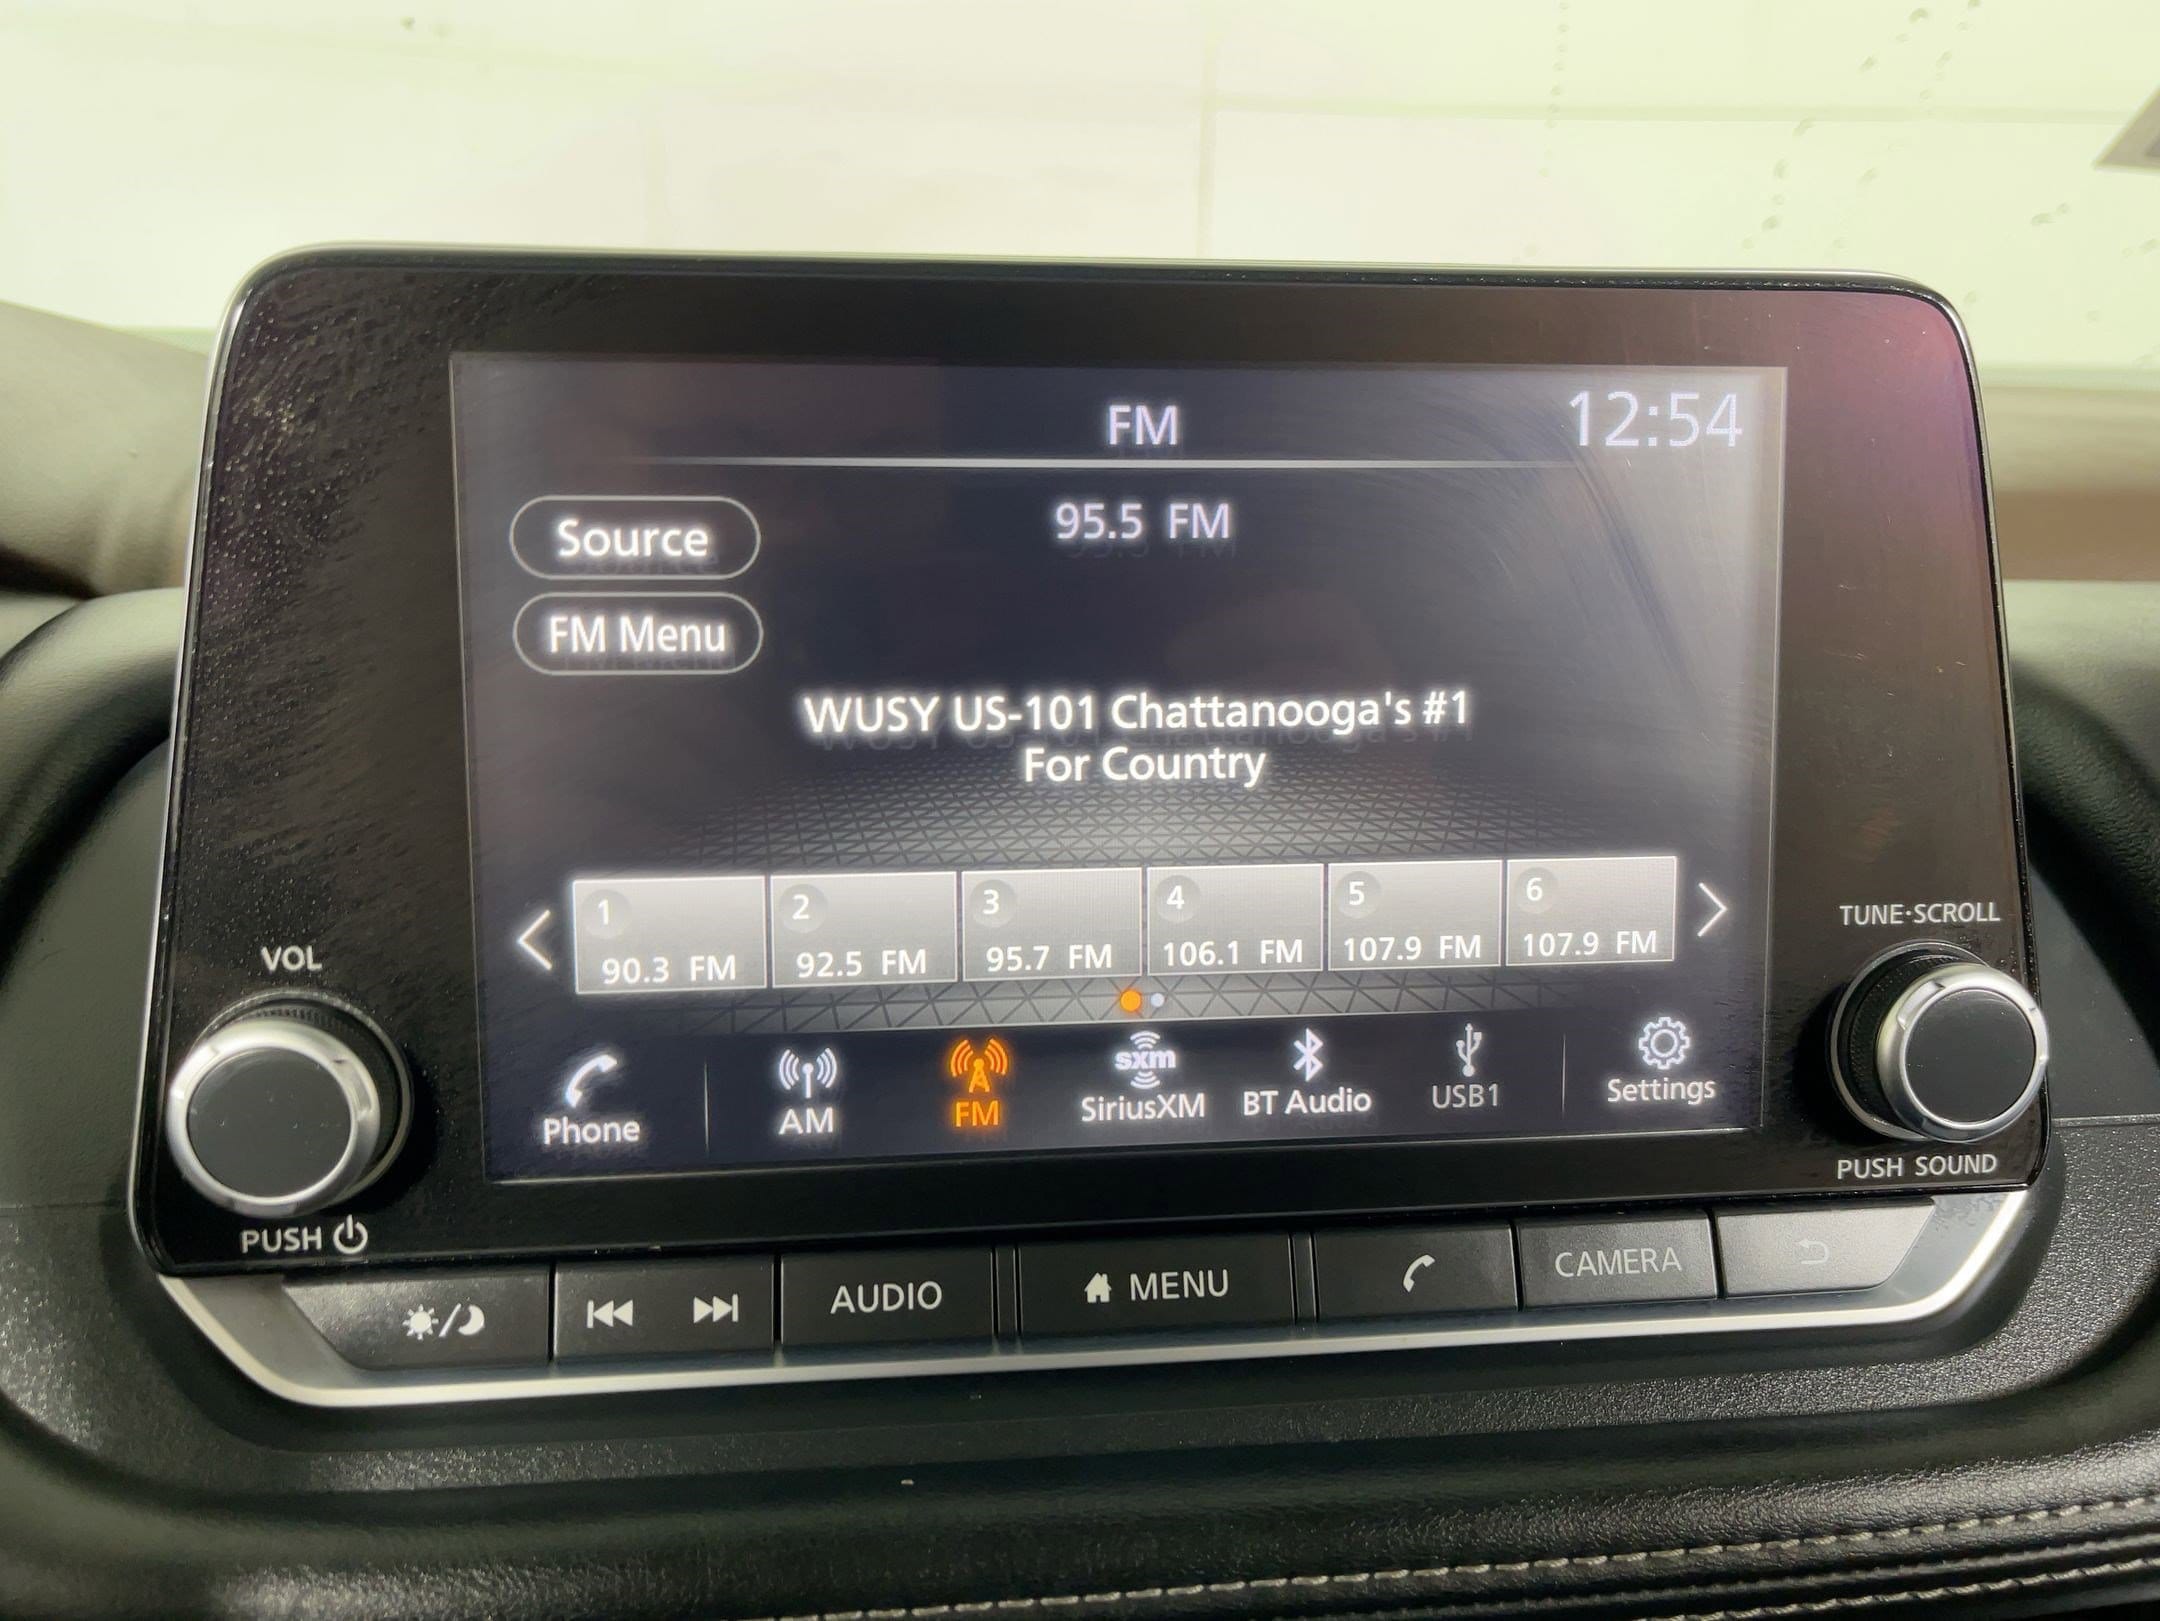 FM
12:54
Source
95.5 FM
FM Menu
WUSY US-101 Chattanooga's #1
For Country
1
2
3
4
5
6
90.3 FM
92.5 FM
95.7 FM
106.1 FM
107.9 FM
107.9 FM
Phone
AM
FM
sxm
SiriusXM
BT Audio
USB1
Settings
VOL
PUSH
TUNE·SCROLL
PUSH SOUND
AUDIO
MENU
CAMERA